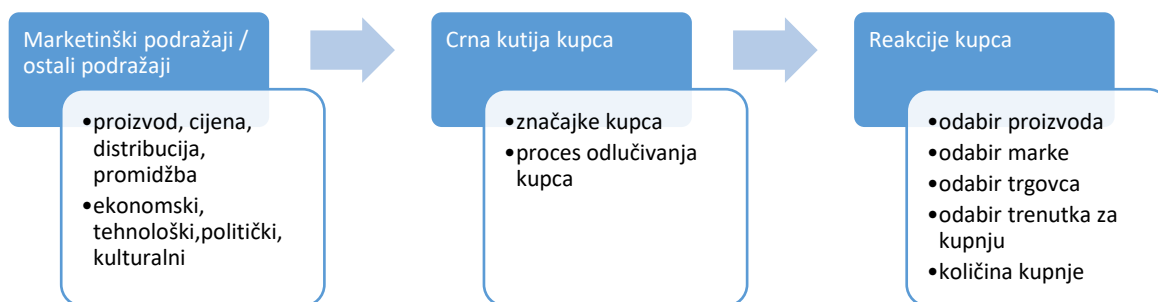 Marketinški podražaji /
ostali podražaji
•proizvod, cijena,
distribucija,
promidžba
•ekonomski,
tehnološki,politički,
kulturalni
Crna kutija kupca
•značajke kupca
•proces odlučivanja
kupca
Reakcije kupca
•odabir proizvoda
•odabir marke
•odabir trgovca
•odabir trenutka za
kupnju
•količina kupnje